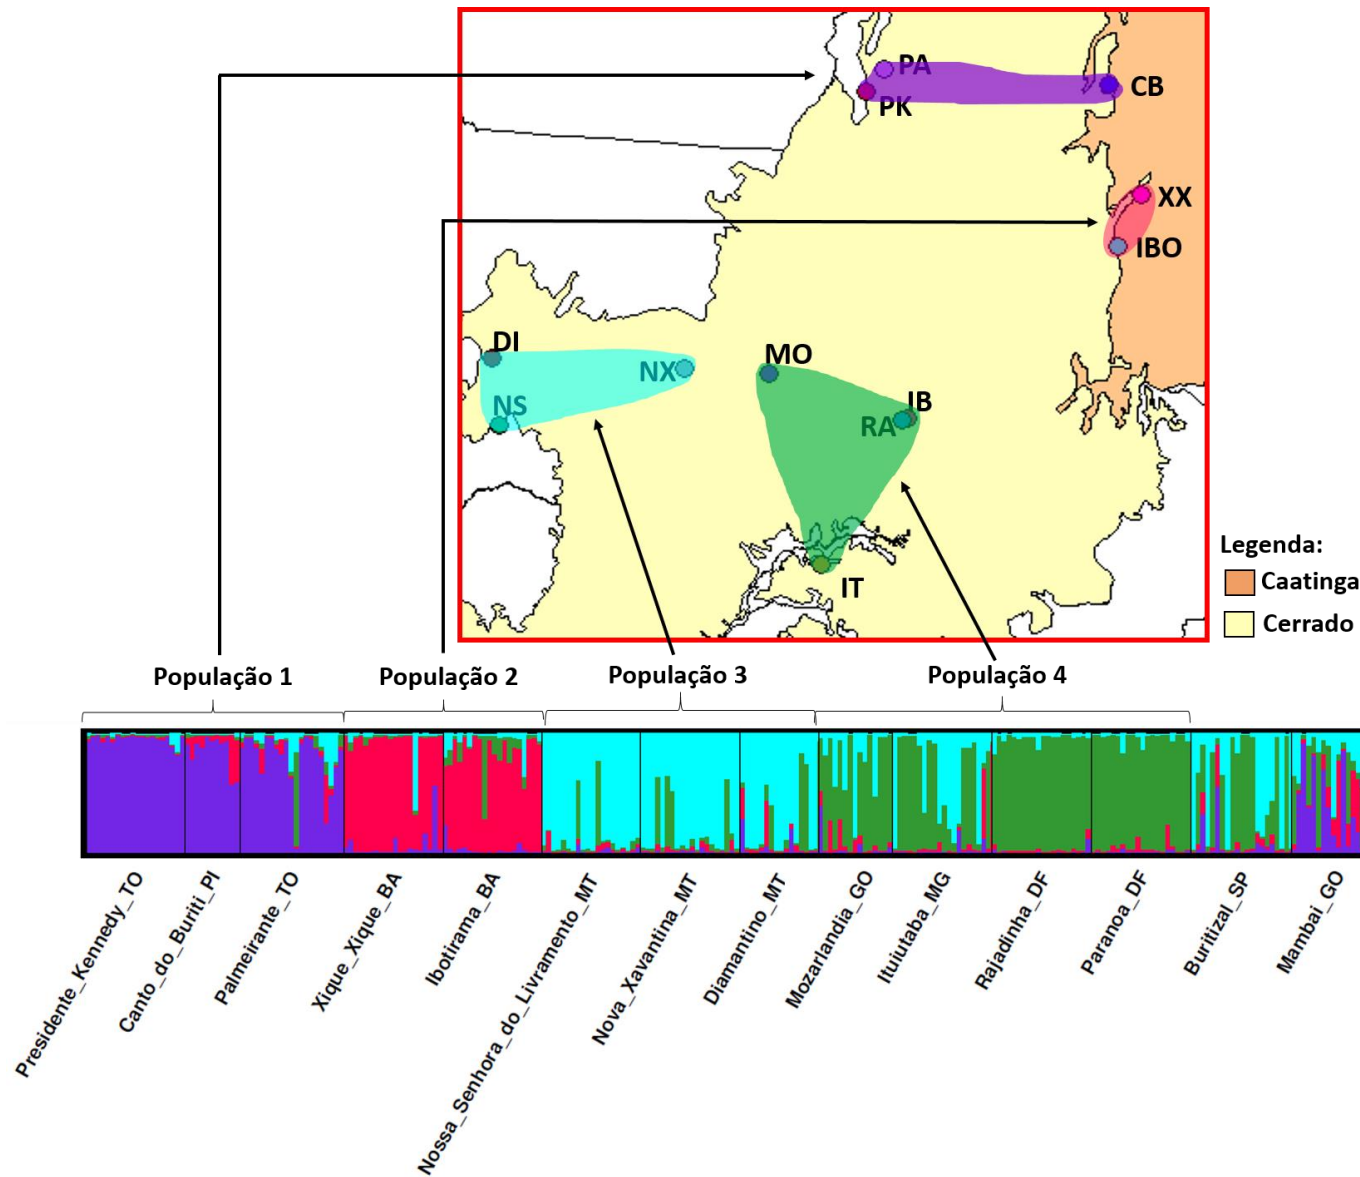 PA
PK
CB
XX
IBO
DI
NX
NS
MO
IB
RA
IT
Legenda:
Caatinga
Cerrado
População 1
População 2
População 3
População 4
Presidente_Kennedy_TO
Canto_do_Buriti_PI
Palmeirante_TO
Xique_Xique_BA
Ibotirama_BA
Nossa_Senhora_do_Livramento_MT
Nova_Xavantina_MT
Diamantino_MT
Mozarlandia_GO
Ituiutaba_MG
Rajadinha_DF
Paranoa_DF
Buritizal_SP
Mambai_GO